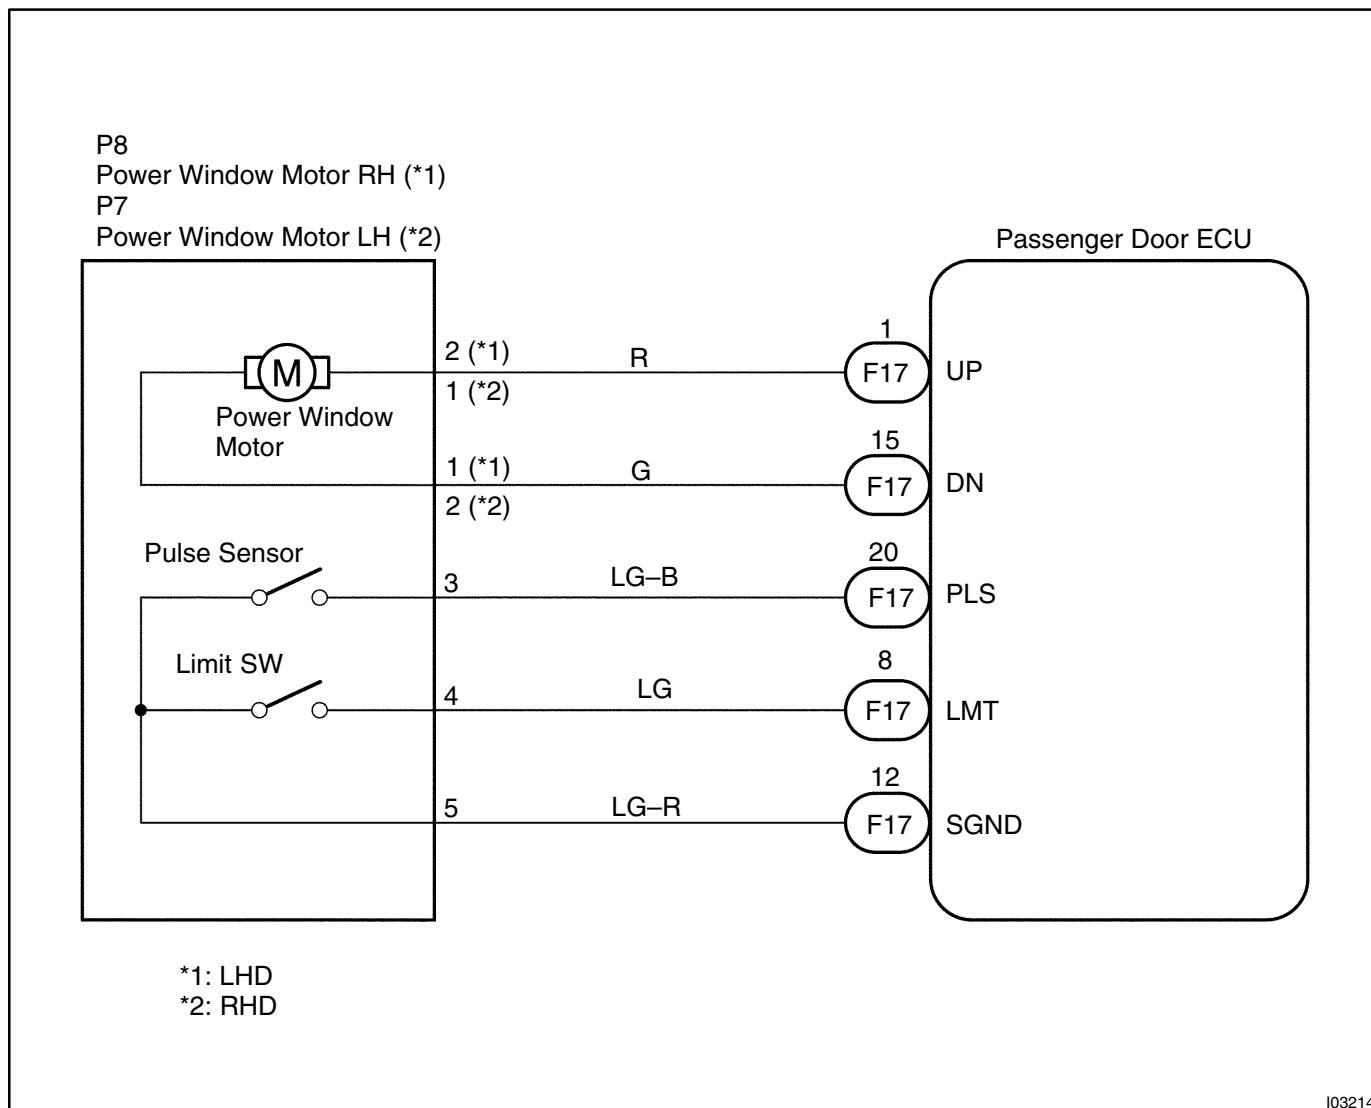 P8
Power Window Motor RH (*1)
P7
Power Window Motor LH (*2)
Passenger Door ECU
M
Power Window
Motor
2 (*1)
1 (*2)
R
1
F17
UP
1 (*1)
2 (*2)
G
15
F17
DN
Pulse Sensor
3
LG–B
20
F17
PLS
Limit SW
4
LG
8
F17
LMT
5
LG–R
12
F17
SGND
*1: LHD
*2: RHD
I03214